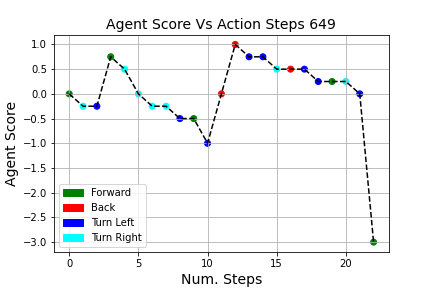 Agent Score Vs Action Steps 649
Agent Score
1.0
0.5
0.0
−0.5
−1.0
−1.5
−2.0
−2.5
−3.0
Forward
Back
Turn Left
Turn Right
0 5 10 15 20
Num. Steps